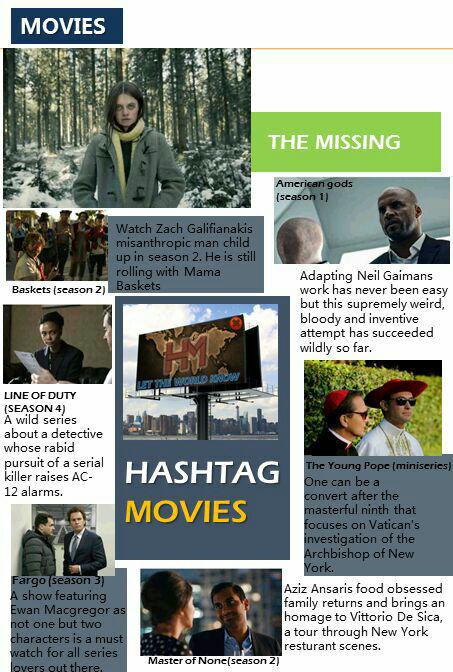 MOVIES
THE MISSING
American gods
(season 1)
Watch Zach Galifianakis
misanthropic man child
up in season 2. He is still
rolling with Mama
Baskets
Baskets (season 2)
Adapting Neil Gaimans
work has never been easy
but this supremely weird,
bloody and inventive
attempt has succeeded
wildly so far.
HM
LET THE WORLD KNOW
LINE OF DUTY
(SEASON 4)
A wild series
about a detective
whose rabid
pursuit of a serial
killer raises AC-
12 alarms.
HASHTAG
MOVIES
The Young Pope (miniseries)
One can be a
convert after the
masterful ninth that
focuses on Vatican's
investigation of the
Archbishop of New
York.
Fargo (season 3)
A show featuring
Ewan Macgregor as
not one but two
characters is a must
watch for all series
lovers out there.
Master of None(season 2)
Aziz Ansaris food obsessed
family returns and brings an
homage to Vittorio De Sica,
a tour through New York
resturant scenes.